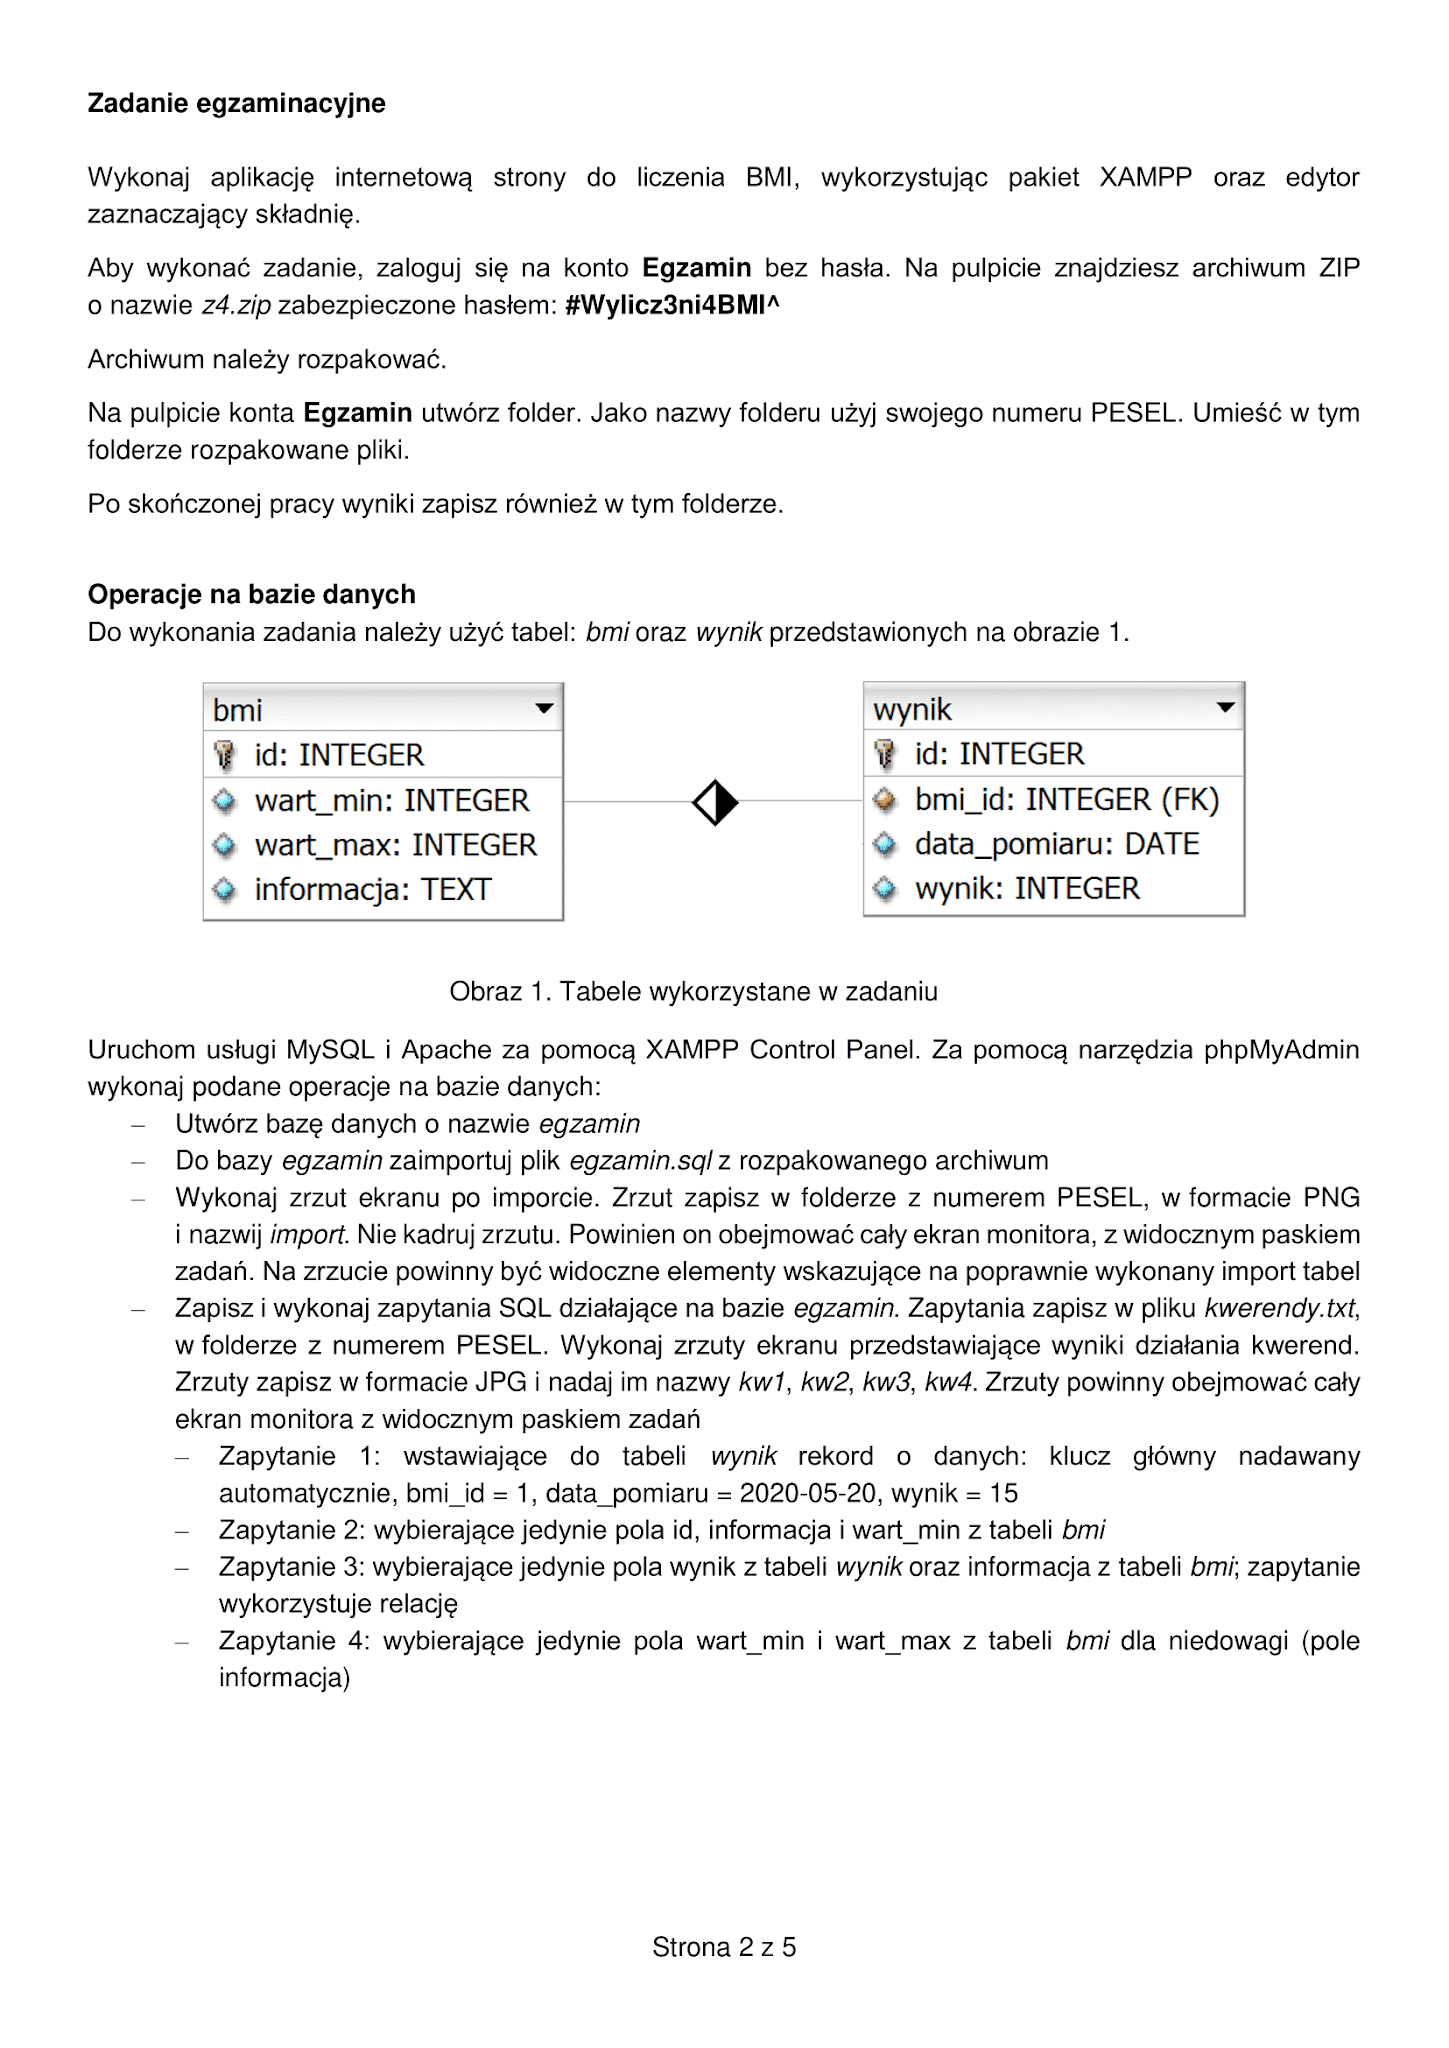 Zadanie egzaminacyjne
Wykonaj aplikację internetową strony do liczenia BMI, wykorzystując pakiet XAMPP oraz edytor
zaznaczający składnię.
Aby wykonać zadanie, zaloguj się na konto Egzamin bez hasła. Na pulpicie znajdziesz archiwum ZIP
o nazwie z4.zip zabezpieczone hasłem: #Wylicz3ni4BMI^
Archiwum należy rozpakować.
Na pulpicie konta Egzamin utwórz folder. Jako nazwy folderu użyj swojego numeru PESEL. Umieść w tym
folderze rozpakowane pliki.
Po skończonej pracy wyniki zapisz również w tym folderze.
Operacje na bazie danych
Do wykonania zadania należy użyć tabel: bmi oraz wynik przedstawionych na obrazie 1.
bmi
id: INTEGER
wart_min: INTEGER
wart_max: INTEGER
informacja: TEXT
wynik
id: INTEGER
bmi_id: INTEGER (FK)
data_pomiaru: DATE
wynik: INTEGER
Obraz 1. Tabele wykorzystane w zadaniu
Uruchom usługi MySQL i Apache za pomocą XAMPP Control Panel. Za pomocą narzędzia phpMyAdmin
wykonaj podane operacje na bazie danych:
– Utwórz bazę danych o nazwie egzamin
– Do bazy egzamin zaimportuj plik egzamin.sql z rozpakowanego archiwum
– Wykonaj zrzut ekranu po imporcie. Zrzut zapisz w folderze z numerem PESEL, w formacie PNG
i nazwij import. Nie kadruj zrzutu. Powinien on obejmować cały ekran monitora, z widocznym paskiem
zadań. Na zrzucie powinny być widoczne elementy wskazujące na poprawnie wykonany import tabel
– Zapisz i wykonaj zapytania SQL działające na bazie egzamin. Zapytania zapisz w pliku kwerendy.txt,
w folderze z numerem PESEL. Wykonaj zrzuty ekranu przedstawiające wyniki działania kwerend.
Zrzuty zapisz w formacie JPG i nadaj im nazwy kw1, kw2, kw3, kw4. Zrzuty powinny obejmować cały
ekran monitora z widocznym paskiem zadań
– Zapytanie 1: wstawiające do tabeli wynik rekord o danych: klucz główny nadawany
automatycznie, bmi_id = 1, data_pomiaru = 2020-05-20, wynik = 15
– Zapytanie 2: wybierające jedynie pola id, informacja i wart_min z tabeli bmi
– Zapytanie 3: wybierające jedynie pola wynik z tabeli wynik oraz informacja z tabeli bmi; zapytanie
wykorzystuje relację
– Zapytanie 4: wybierające jedynie pola wart_min i wart_max z tabeli bmi dla niedowagi (pole
informacja)
Strona 2 z 5